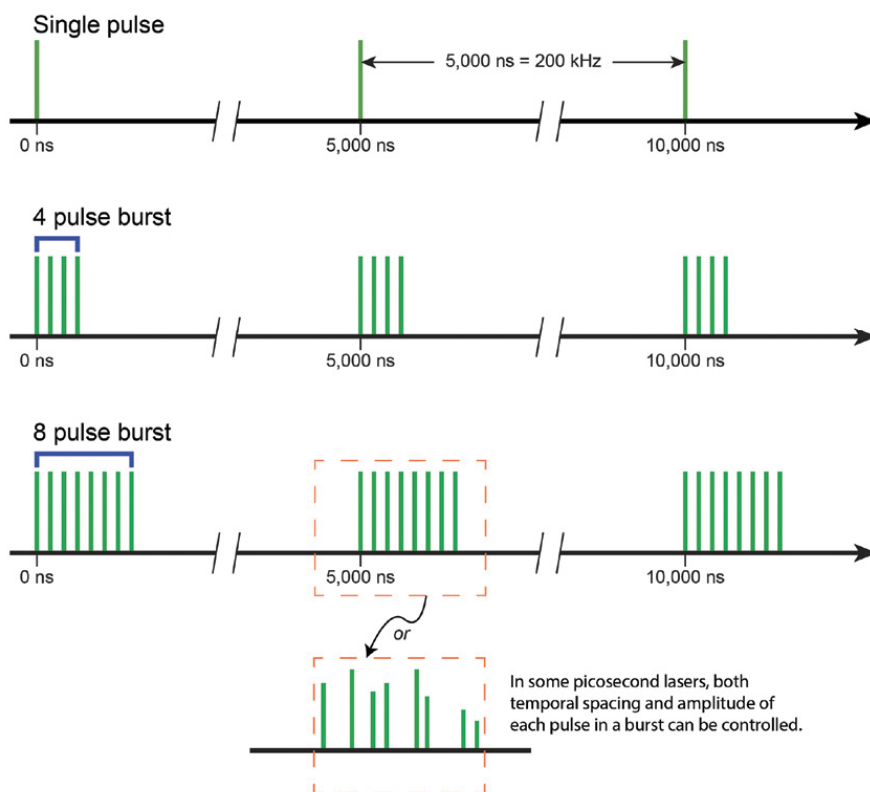 Single pulse
5,000 ns = 200 kHz
0 ns
5,000 ns
10,000 ns
4 pulse burst
0 ns
5,000 ns
10,000 ns
8 pulse burst
0 ns
5,000 ns
10,000 ns
or
In some picosecond lasers, both
temporal spacing and amplitude of
each pulse in a burst can be controlled.